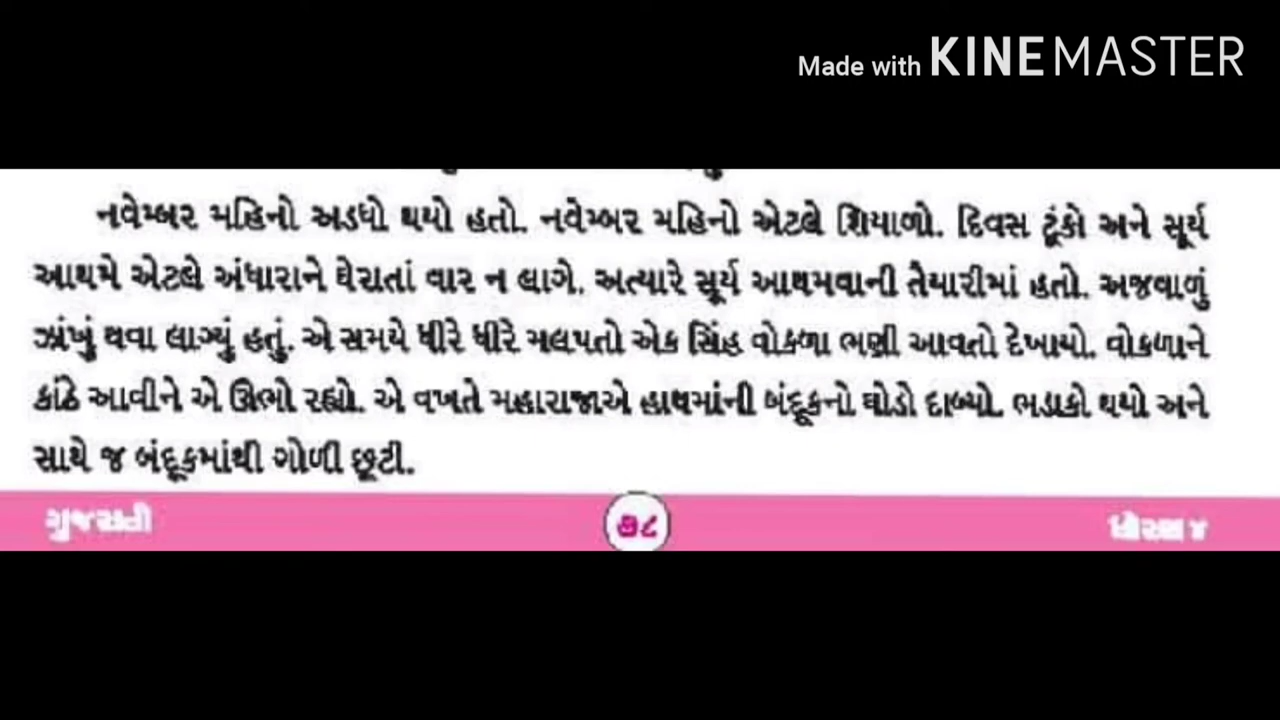 Made with KINEMASTER
નવેમ્બર મહિનો અડધો થયો હતો. નવેમ્બર મહિનો એટલે શિયાળો. દિવસ ટૂંકો અને સૂર્ય
આથમે એટલે અંધારાને ઘેરાતાં વાર ન લાગે. અત્યારે સૂર્ય આથમવાની તૈયારીમાં હતો. અજવાળું
ઝાંખું થવા લાગ્યું હતું. એ સમયે ધીરે ધીરે મલપતો એક સિંહ વોકળા ભણી આવતો દેખાયો. વોકળાને
કાંઠે આવીને એ ઊભો રહ્યો. એ વખતે મહારાજાએ હાથમાંની બંદૂકનો ઘોડો દાબ્યો. ભડાકો થયો અને
સાથે જ બંદૂકમાંથી ગોળી છૂટી.
ગુજરાતી
ધોરણ ૪